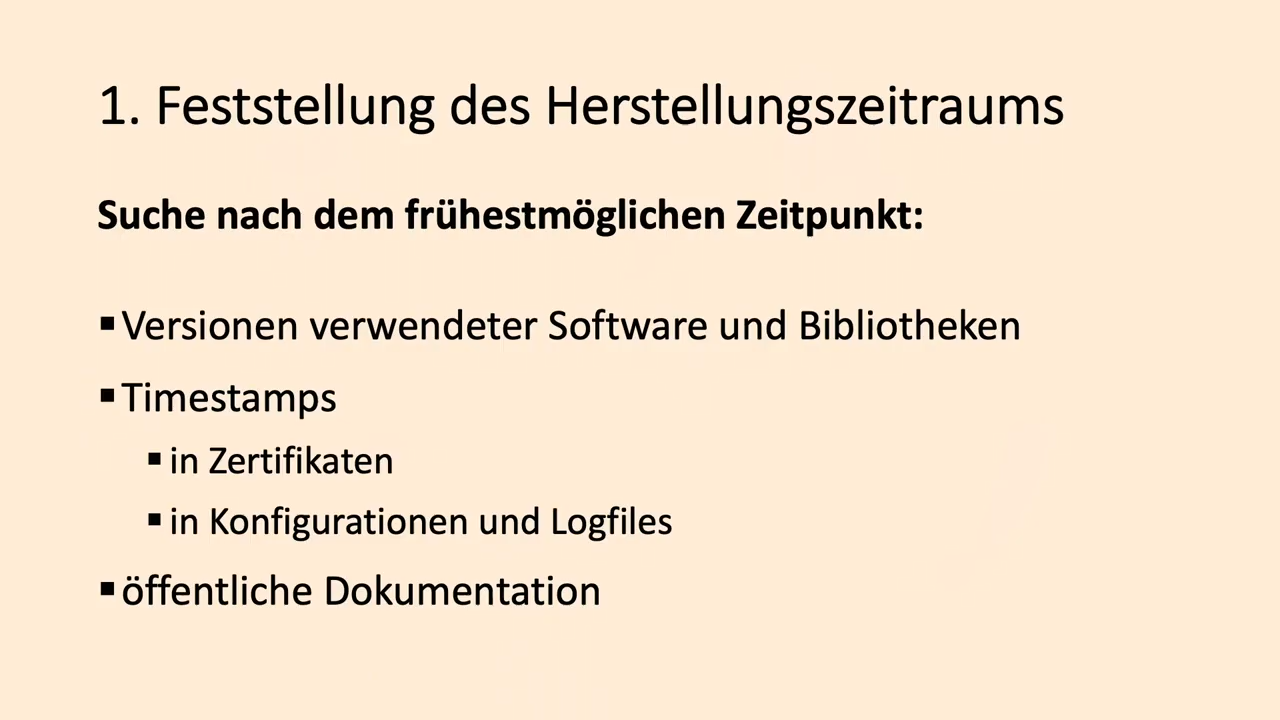 1. Feststellung des Herstellungszeitraums
Suche nach dem frühestmöglichen Zeitpunkt:
▪ Versionen verwendeter Software und Bibliotheken
▪ Timestamps
▪ in Zertifikaten
▪ in Konfigurationen und Logfiles
▪ öffentliche Dokumentation